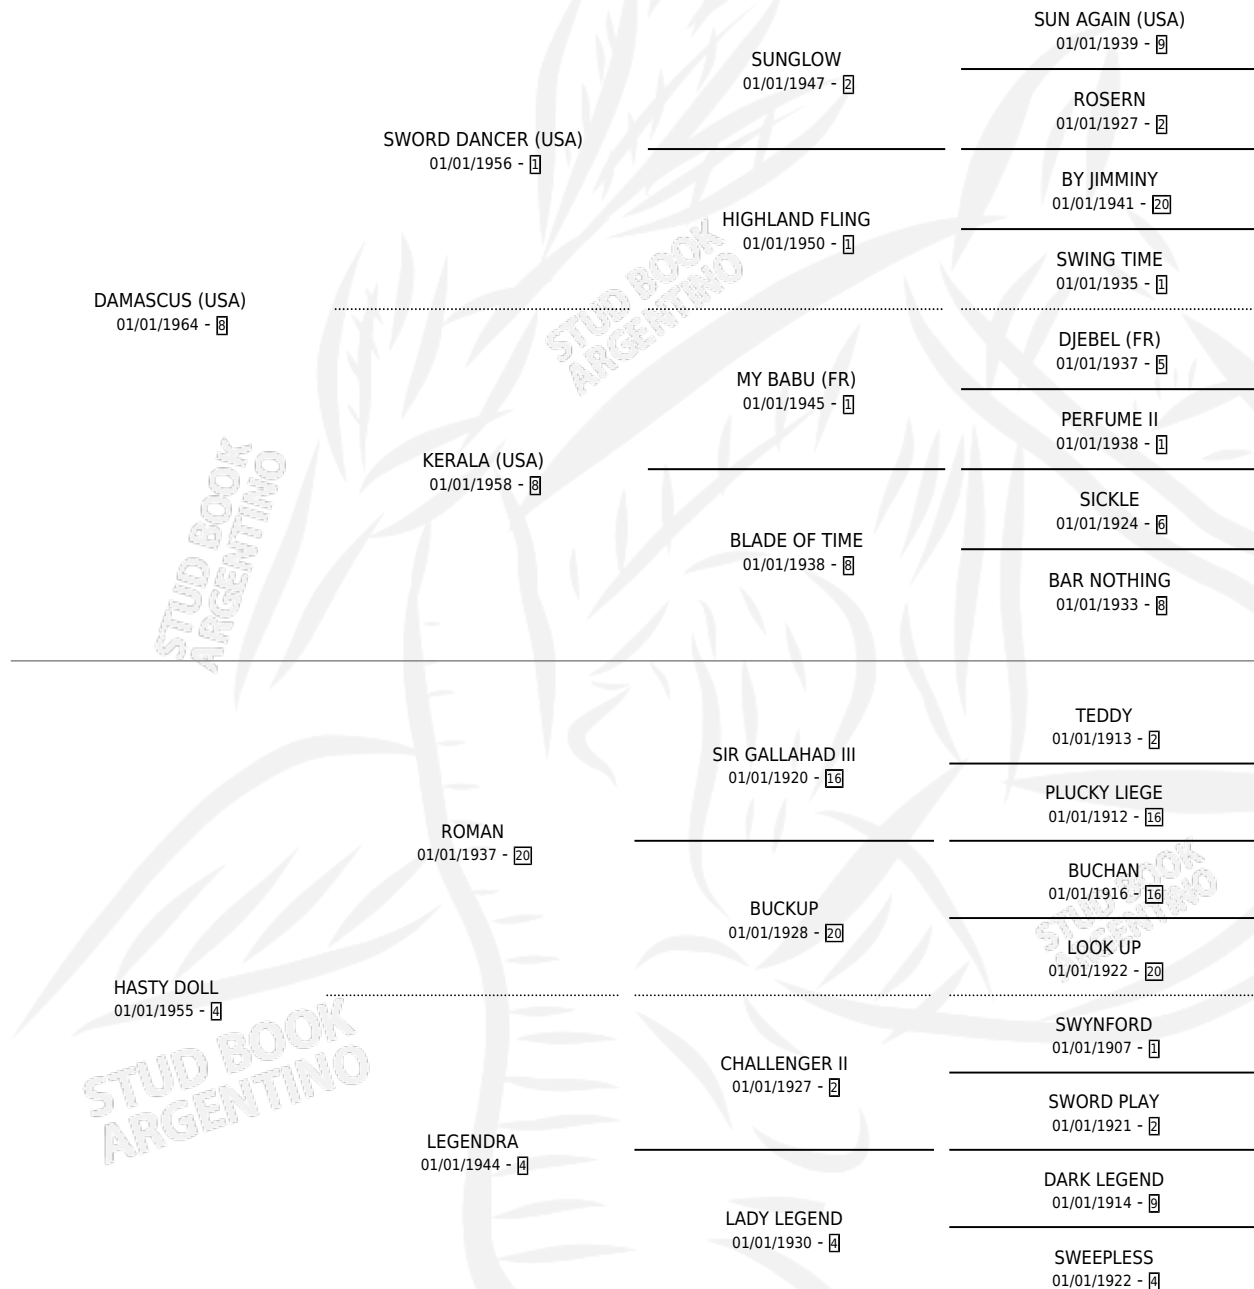 SUN AGAIN (USA)
01/01/1939 - 9
SUNGLOW
01/01/1947 - 2
ROSERN
01/01/1927 - 2
SWORD DANCER (USA)
01/01/1956 - 1
BY JIMMINY
01/01/1941 - 20
HIGHLAND FLING
01/01/1950 - 1
SWING TIME
01/01/1935 - 1
DAMASCUS (USA)
01/01/1964 - 8
DJEBEL (FR)
01/01/1937 - 5
MY BABU (FR)
01/01/1945 - 1
PERFUME II
01/01/1938 - 1
KERALA (USA)
01/01/1958 - 8
SICKLE
01/01/1924 - 6
BLADE OF TIME
01/01/1938 - 8
BAR NOTHING
01/01/1933 - 8
STUD BOOK
ARGENTINO
STUD BOOK
ARGENTINO
TEDDY
01/01/1913 - 2
SIR GALLAHAD III
01/01/1920 - 16
PLUCKY LIEGE
01/01/1912 - 16
ROMAN
01/01/1937 - 20
BUCHAN
01/01/1916 - 16
BUCKUP
01/01/1928 - 20
LOOK UP
01/01/1922 - 20
STUD BOOK
ARGENTINO
HASTY DOLL
01/01/1955 - 4
SWYNFORD
01/01/1907 - 1
CHALLENGER II
01/01/1927 - 2
SWORD PLAY
01/01/1921 - 2
STUD BOOK
ARGENTINO
LEGENDRA
01/01/1944 - 4
DARK LEGEND
01/01/1914 - 9
LADY LEGEND
01/01/1930 - 4
SWEEPLESS
01/01/1922 - 4